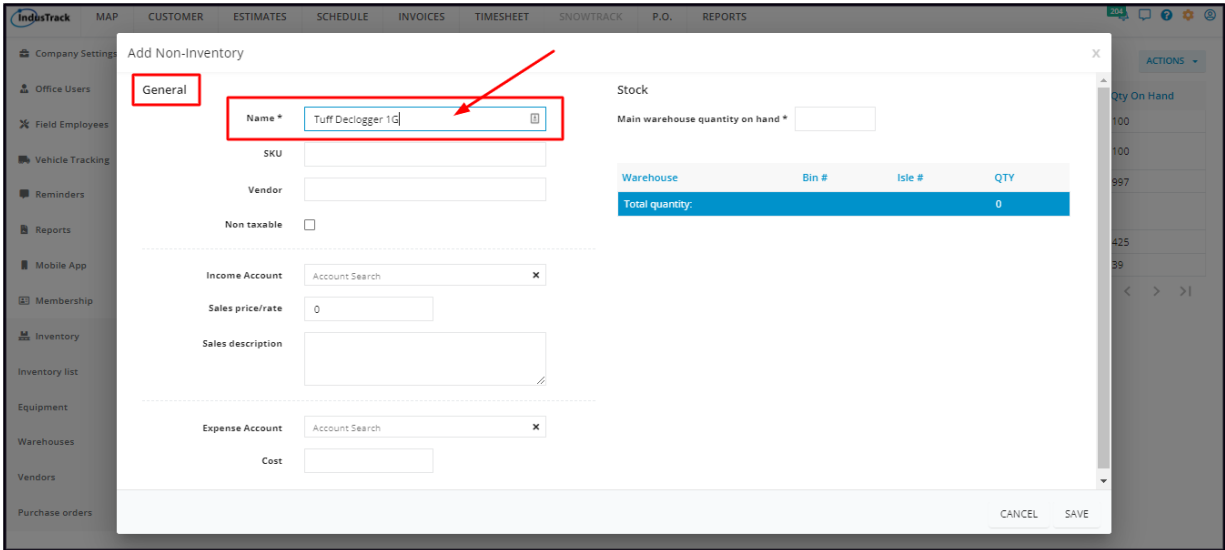 IndusTrack MAP CUSTOMER ESTIMATES SCHEDULE INVOICES TIMESHEET SNOWTRACK P.O. REPORTS 204
Company Settings
Office Users
Field Employees
Vehicle Tracking
Reminders
Reports
Mobile App
Membership
Inventory
Inventory list
Equipment
Warehouses
Vendors
Purchase orders
Add Non-Inventory X
General
Name * Tuff Declogger 1G
SKU
Vendor
Non taxable
Income Account Account Search ×
Sales price/rate 0
Sales description
Expense Account Account Search ×
Cost
Stock
Main warehouse quantity on hand *
Warehouse Bin # Isle # QTY
Total quantity: 0
CANCEL SAVE
ACTIONS
Qty On Hand
100
100
997
425
39
< > >|